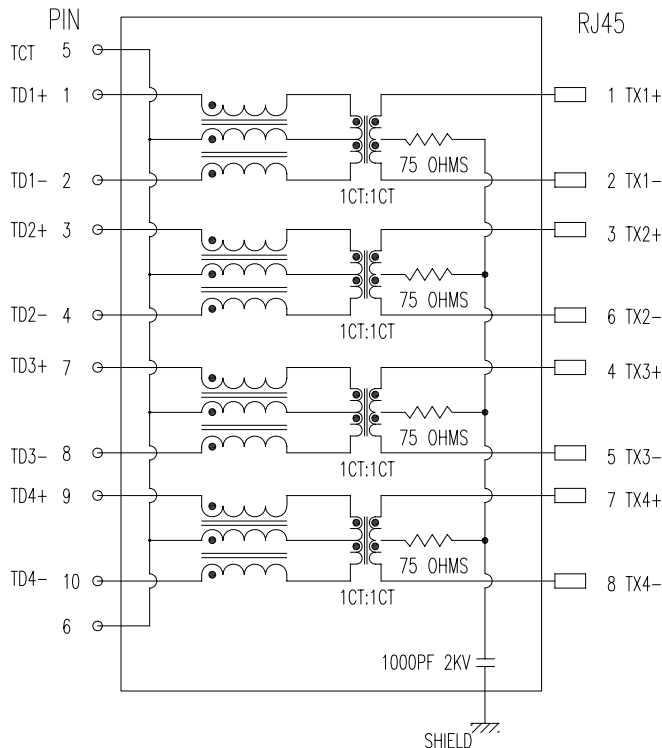 PIN
RJ45
TCT 5
TD1+ 1
1 TX1+
75 OHMS
TD1- 2
2 TX1-
1CT:1CT
TD2+ 3
3 TX2+
75 OHMS
TD2- 4
6 TX2-
1CT:1CT
TD3+ 7
4 TX3+
75 OHMS
TD3- 8
5 TX3-
1CT:1CT
TD4+ 9
7 TX4+
75 OHMS
TD4- 10
8 TX4-
1CT:1CT
6
1000PF 2KV
SHIELD